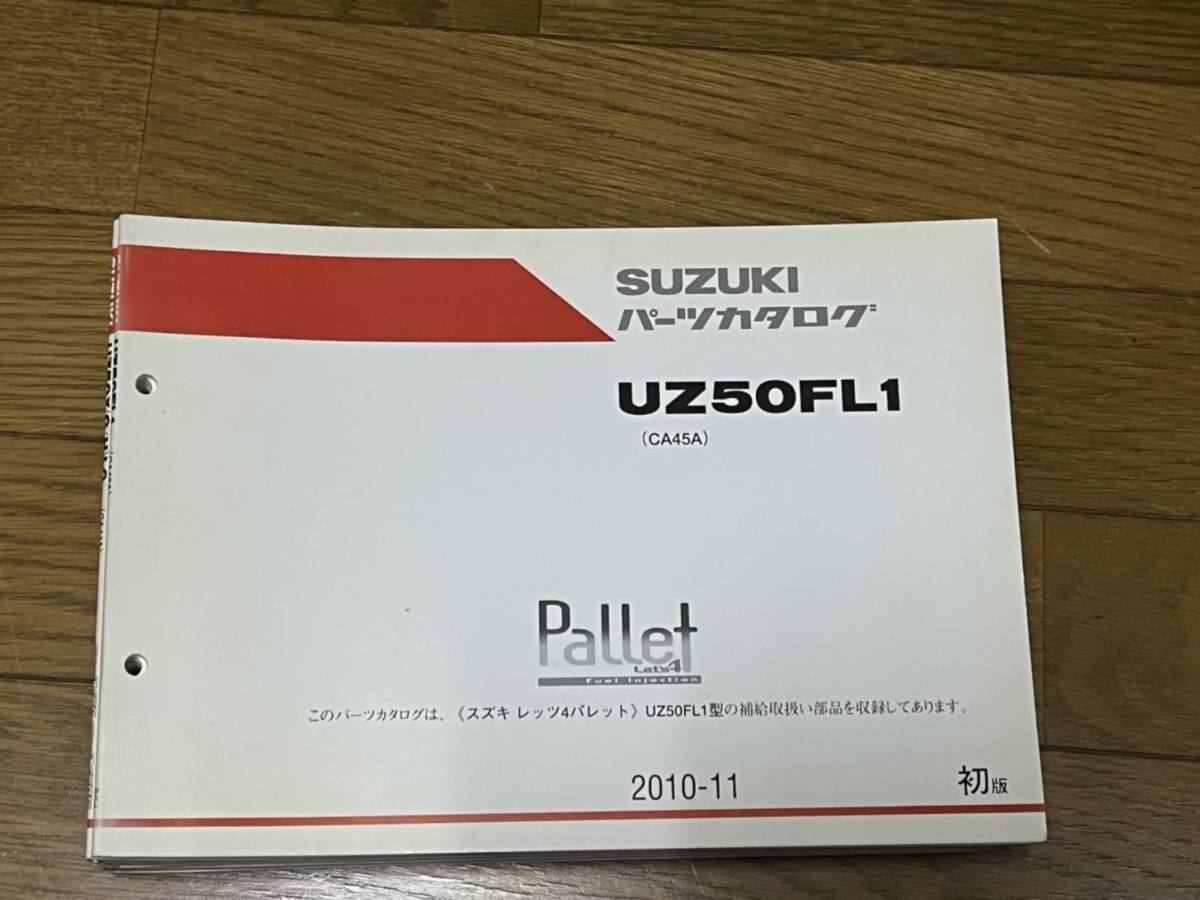 SUZUKI
パーツカタログ
UZ50FL1
（CA45A）
Pallet
Let's4
Fuel Injection
このパーツカタログは、《スズキ レッツ4パレット》UZ50FL1型の補給取扱い部品を収録してあります。
2010-11
初版